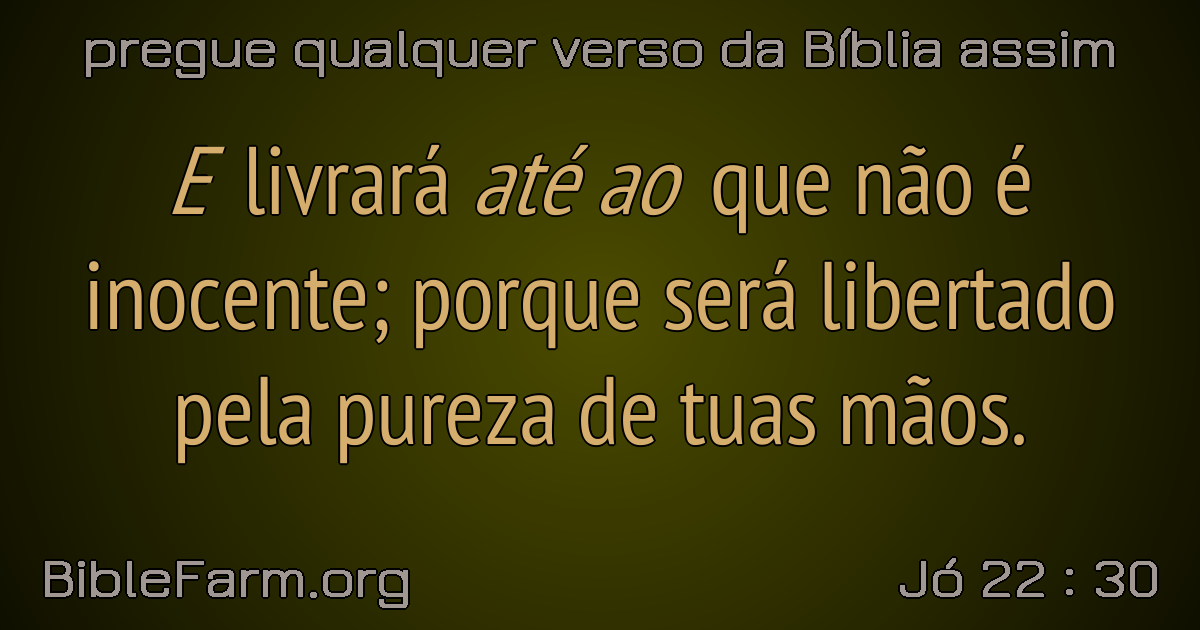 pregue qualquer verso da Bíblia assim
E livrará até ao que não é
inocente; porque será libertado
pela pureza de tuas mãos.
BibleFarm.org
Jó 22 : 30